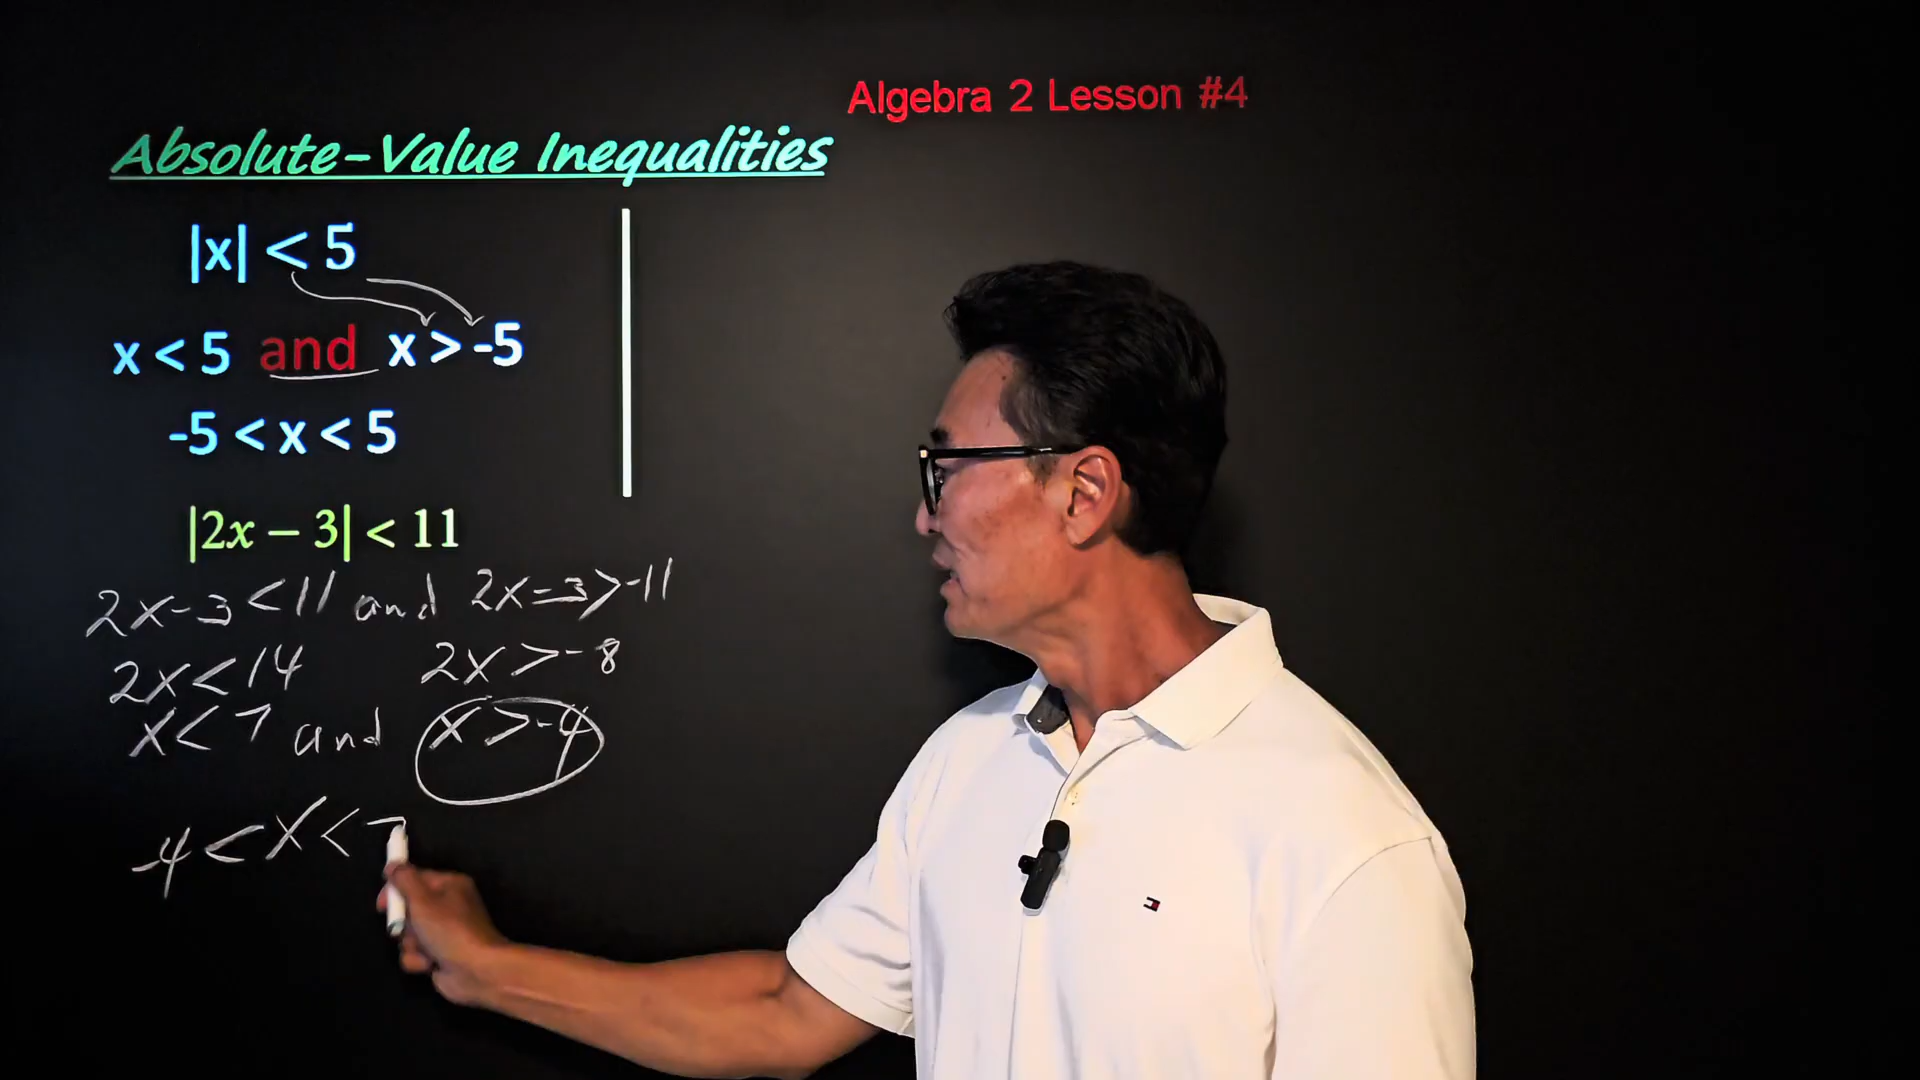 Algebra 2 Lesson #4
Absolute-Value Inequalities
|x| < 5
x < 5 and x > -5
-5 < x < 5
|2x − 3| < 11
2x-3 < 11 and 2x-3 > -11
2x < 14 2x > -8
x < 7 and x > -4
-4 < x < 7